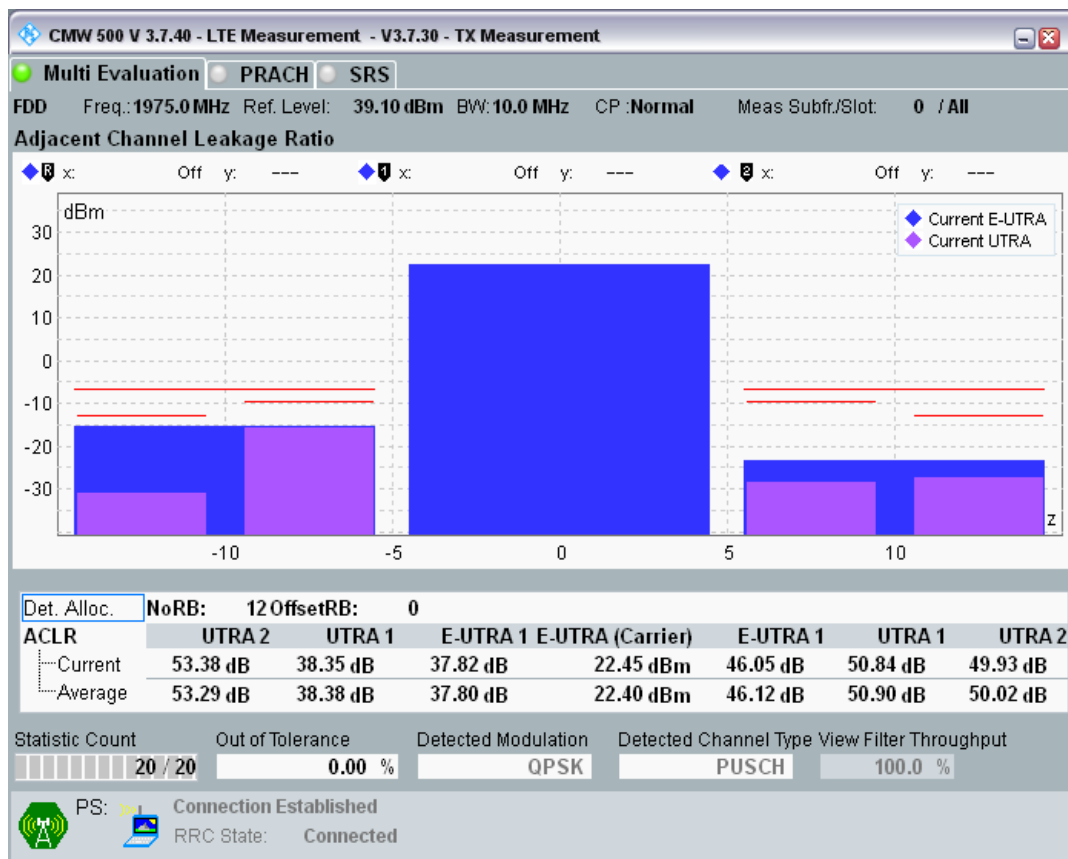 CMW 500 V 3.7.40 - LTE Measurement - V3.7.30 - TX Measurement
Multi Evaluation PRACH SRS
FDD Freq.:1975.0 MHz Ref. Level: 39.10 dBm BW:10.0 MHz CP :Normal Meas Subfr./Slot: 0 / All
Adjacent Channel Leakage Ratio
R x: Off y: --- 1 x: Off y: --- 2 x: Off y: ---
dBm
Current E-UTRA
Current UTRA
30
20
10
0
-10
-20
-30
z
-10 -5 0 5 10
Det. Alloc. NoRB: 12 OffsetRB: 0
ACLR UTRA 2 UTRA 1 E-UTRA 1 E-UTRA (Carrier) E-UTRA 1 UTRA 1 UTRA 2
Current 53.38 dB 38.35 dB 37.82 dB 22.45 dBm 46.05 dB 50.84 dB 49.93 dB
Average 53.29 dB 38.38 dB 37.80 dB 22.40 dBm 46.12 dB 50.90 dB 50.02 dB
Statistic Count Out of Tolerance Detected Modulation Detected Channel Type View Filter Throughput
20 / 20 0.00 % QPSK PUSCH 100.0 %
PS: Connection Established
RRC State: Connected